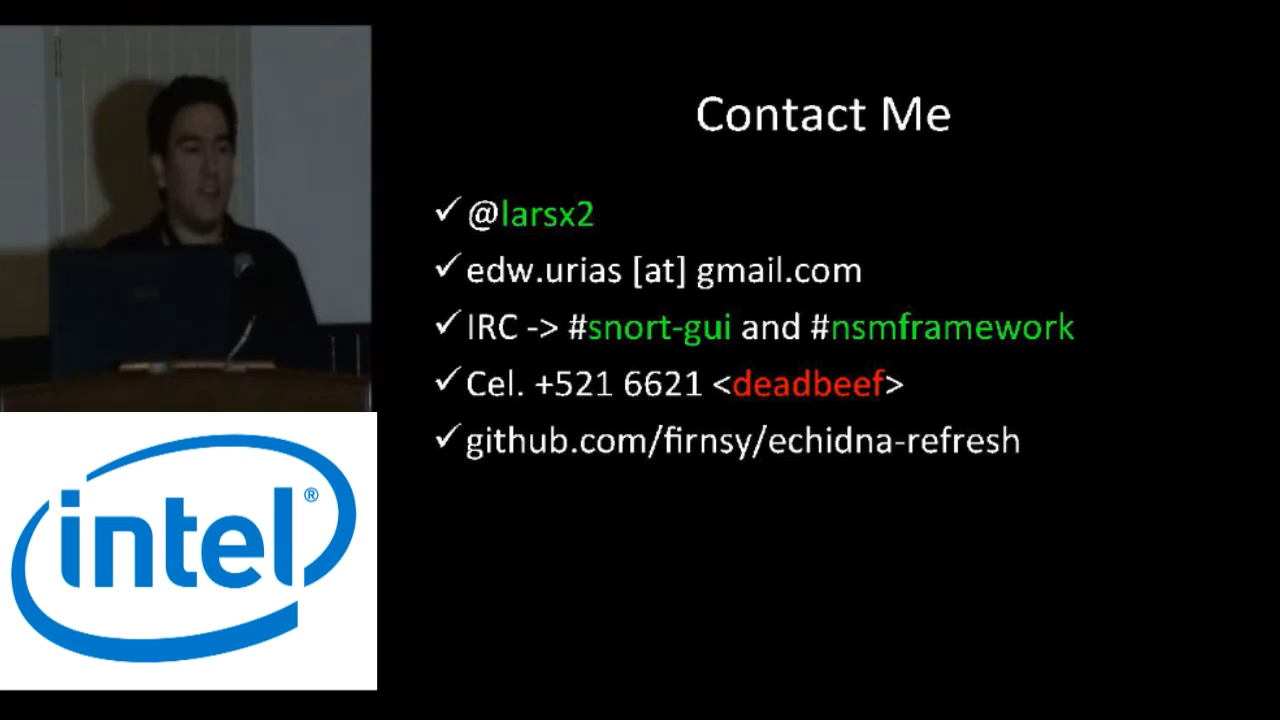 Contact Me
✓ @larsx2
✓ edw.urias [at] gmail.com
✓ IRC -> #snort-gui and #nsmframework
✓ Cel. +521 6621 <deadbeef>
✓ github.com/firnsy/echidna-refresh
intel®